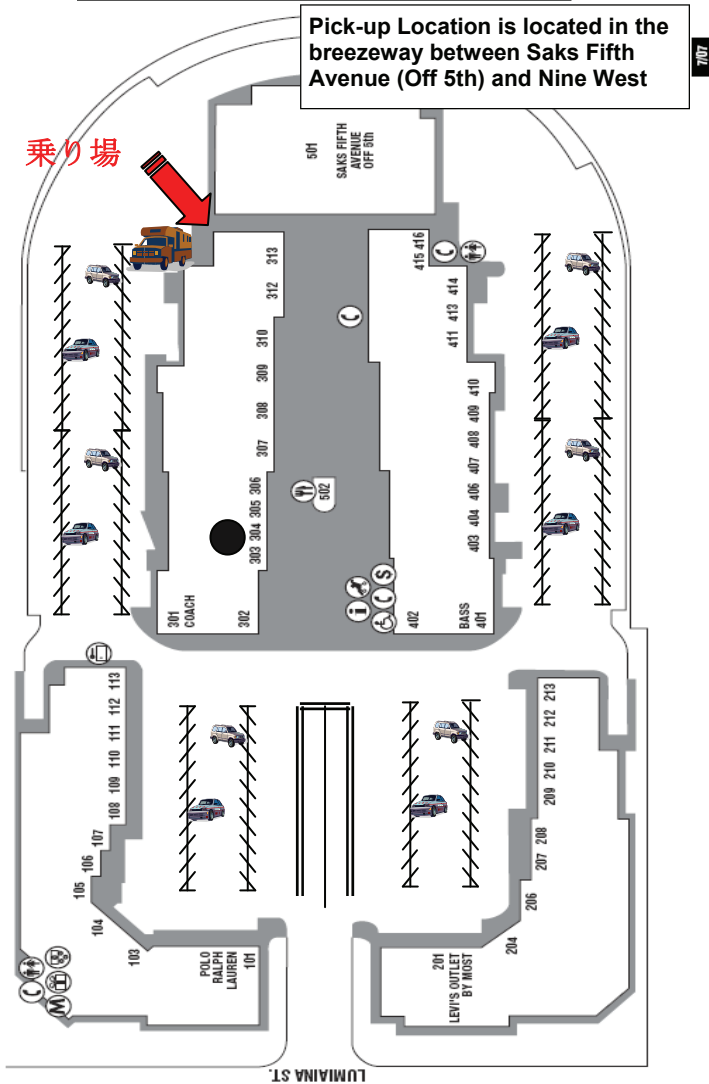 Pick-up Location is located in the
breezeway between Saks Fifth
Avenue (Off 5th) and Nine West
7/07
乗り場
501
SAKS FIFTH
AVENUE
OFF 5th
313
312
310
309
308
307
306
305
304
303
302
301
COACH
416
415
414
413
411
410
409
408
407
406
404
403
402
BASS
401
502
i
S
113
112
111
110
109
108
107
106
105
104
103
POLO
RALPH
LAUREN
101
M
213
212
211
210
209
208
207
206
204
201
LEVI'S OUTLET
BY MOST
LUMIAINA ST.